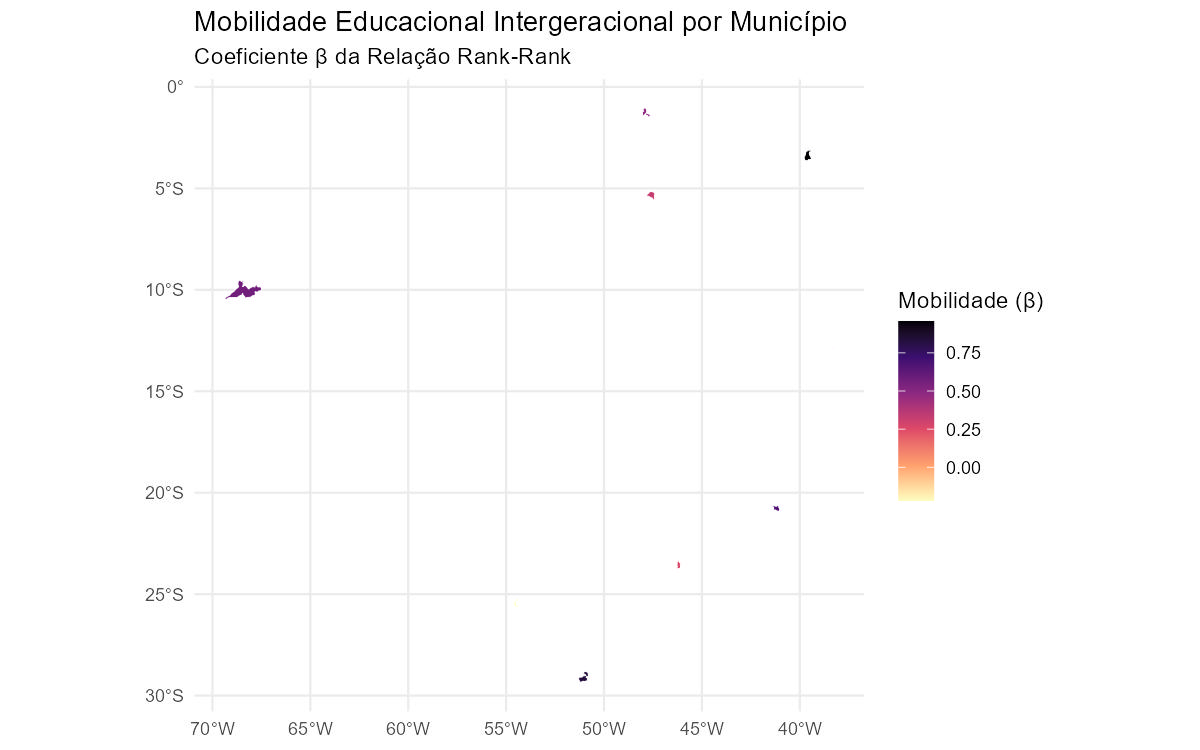 Mobilidade Educacional Intergeracional por Município
Coeficiente β da Relação Rank-Rank
0°
5°S
10°S
15°S
20°S
25°S
30°S
70°W
65°W
60°W
55°W
50°W
45°W
40°W
Mobilidade (β)
0.75
0.50
0.25
0.00